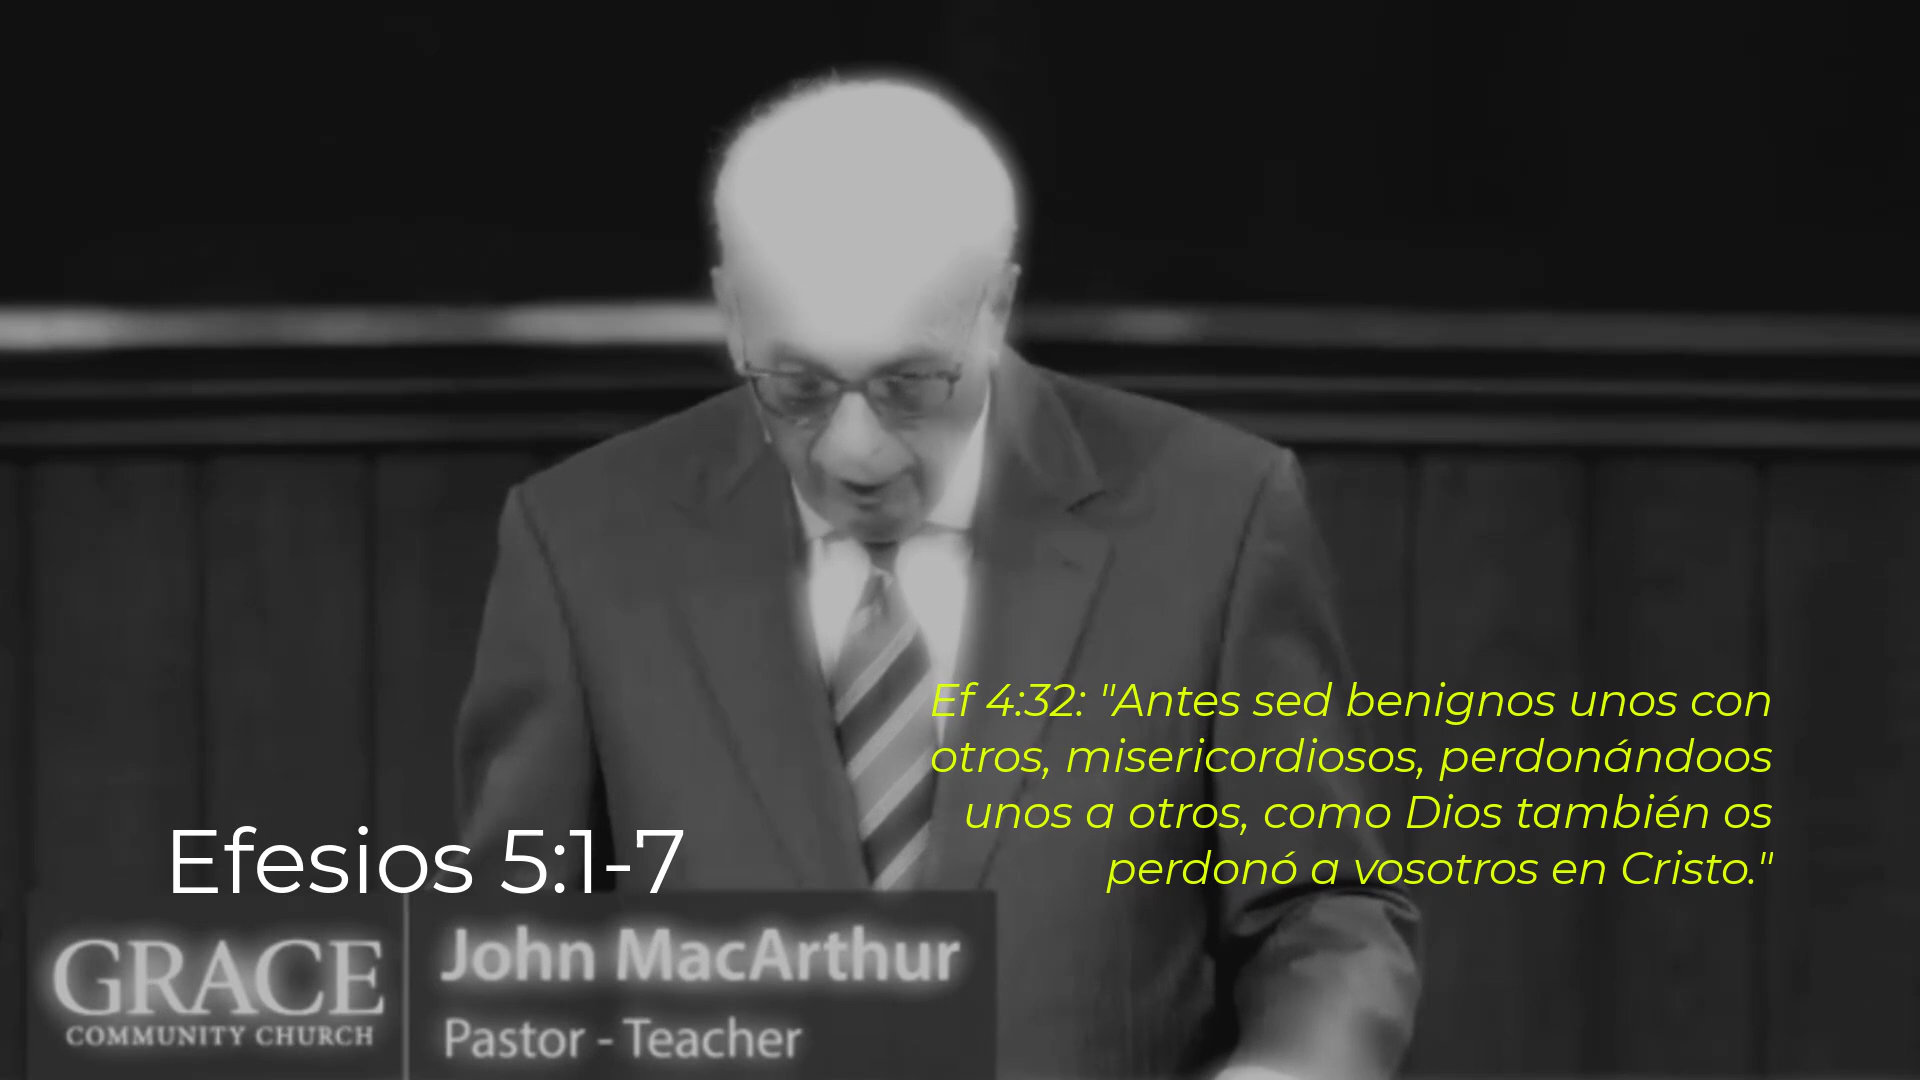 Ef 4:32: "Antes sed benignos unos con
otros, misericordiosos, perdonándoos
unos a otros, como Dios también os
perdonó a vosotros en Cristo."
Efesios 5:1-7
GRACE
COMMUNITY CHURCH
John MacArthur
Pastor - Teacher